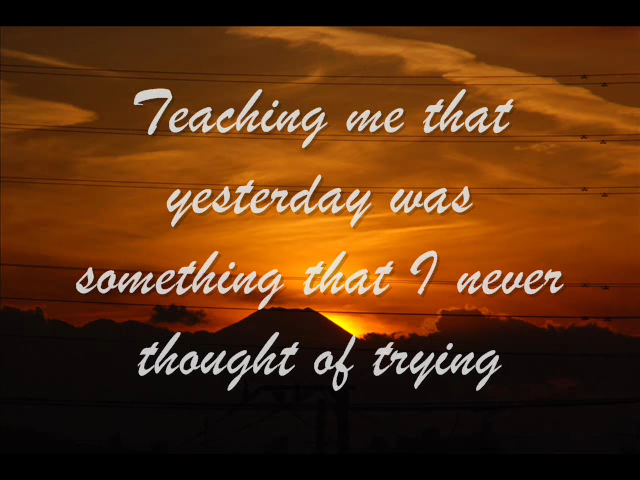 Teaching me that
yesterday was
something that I never
thought of trying